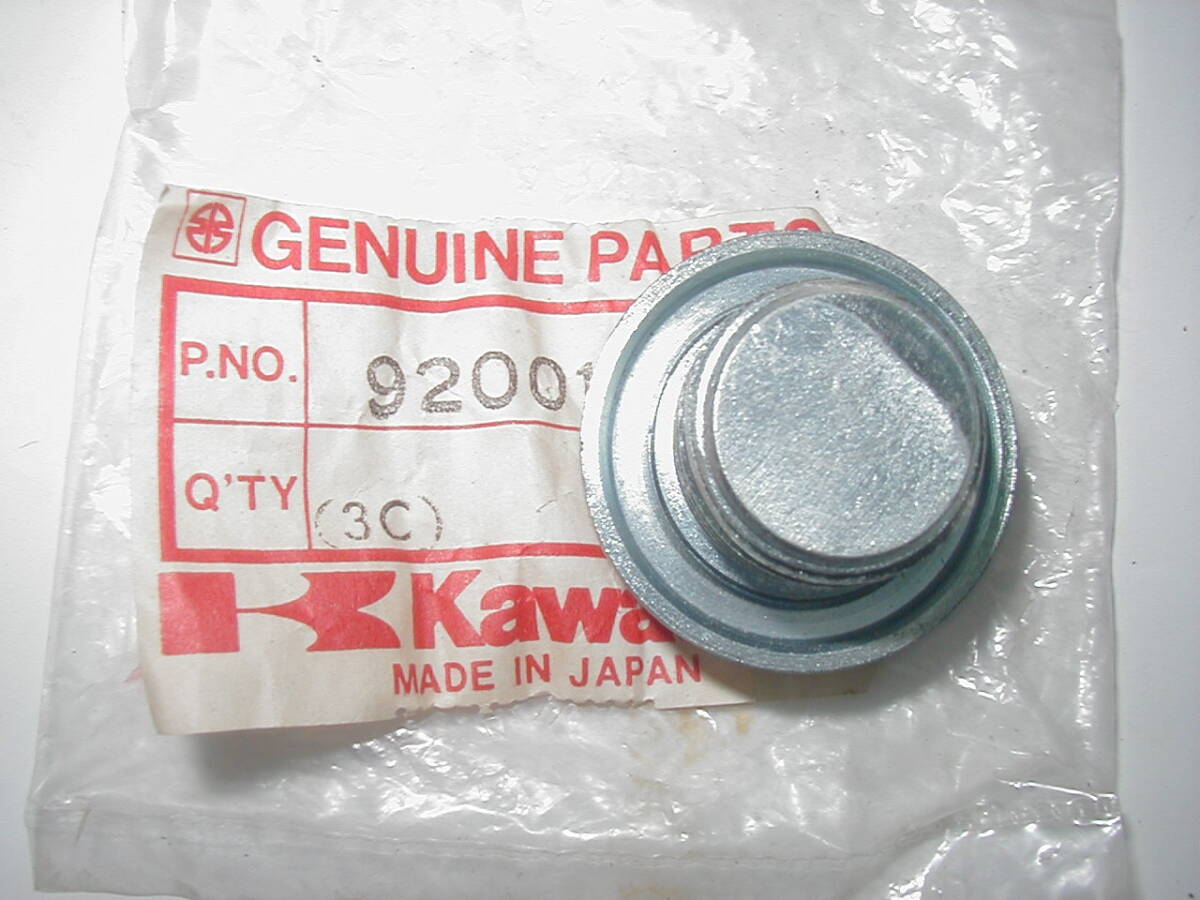 GENUINE PARTS
P.NO. 92001
Q'TY (3C)
Kawa
MADE IN JAPAN